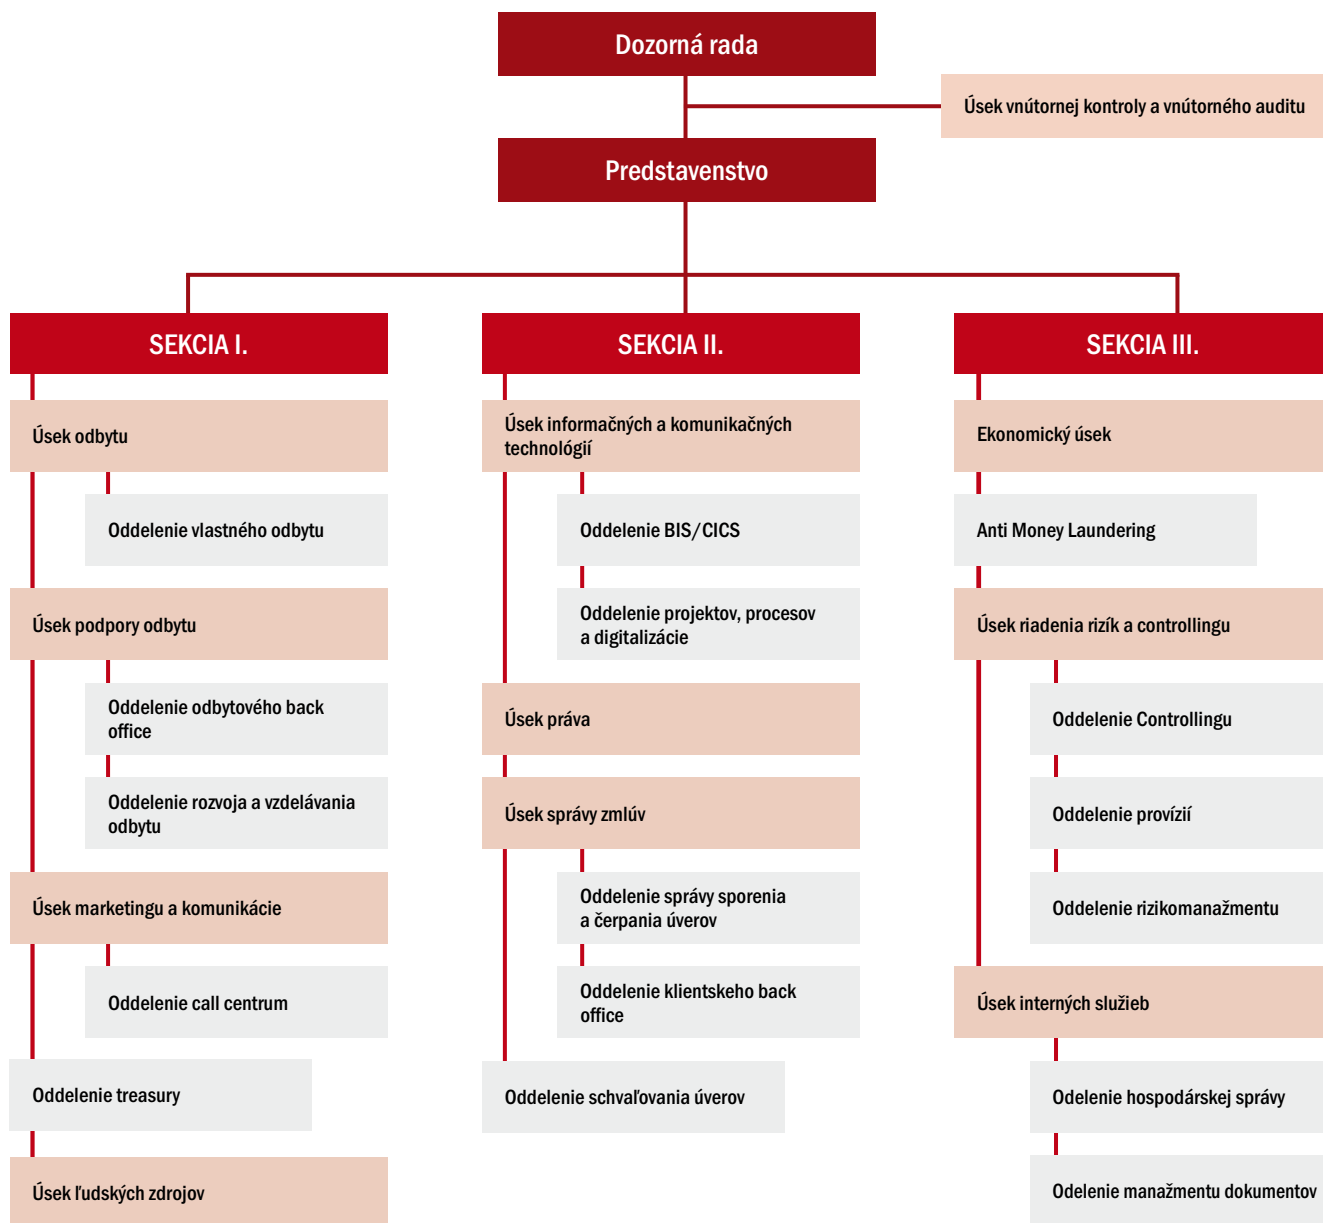 Dozorná rada
Úsek vnútornej kontroly a vnútorného auditu
Predstavenstvo
SEKCIA I.
Úsek odbytu
Oddelenie vlastného odbytu
Úsek podpory odbytu
Oddelenie odbytového back
office
Oddelenie rozvoja a vzdelávania
odbytu
Úsek marketingu a komunikácie
Oddelenie call centrum
Oddelenie treasury
Úsek ľudských zdrojov
SEKCIA II.
Úsek informačných a komunikačných
technológií
Oddelenie BIS/CICS
Oddelenie projektov, procesov
a digitalizácie
Úsek práva
Úsek správy zmlúv
Oddelenie správy sporenia
a čerpania úverov
Oddelenie klientskeho back
office
Oddelenie schvaľovania úverov
SEKCIA III.
Ekonomický úsek
Anti Money Laundering
Úsek riadenia rizík a controllingu
Oddelenie Controllingu
Oddelenie provízií
Oddelenie rizikomanažmentu
Úsek interných služieb
Odelenie hospodárskej správy
Odelenie manažmentu dokumentov